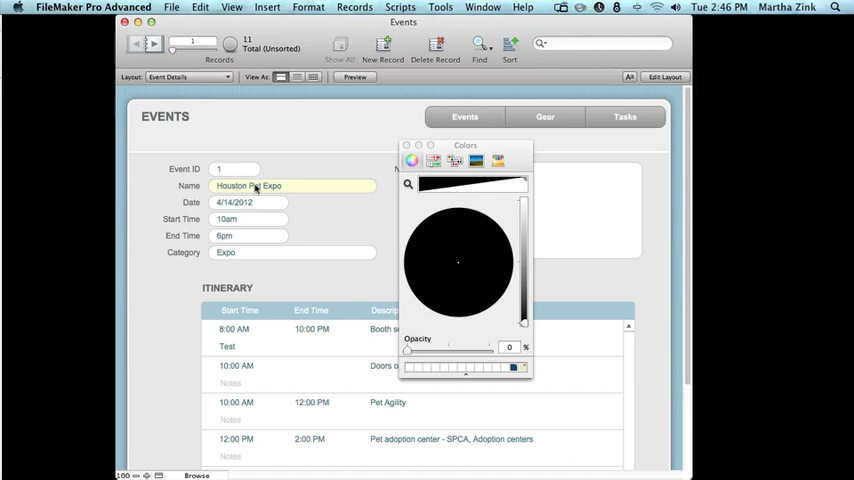 FileMaker Pro Advanced File Edit View Insert Format Records Scripts Tools Window Help Tue 2:46 PM Martha Zink
Events
1
11
Total (Unsorted)
Records
Show All
New Record
Delete Record
Find
Sort
Layout: Event Details
View As:
Preview
Aa
Edit Layout
EVENTS
Events
Gear
Tasks
Colors
Event ID 1
N
Name Houston Pet Expo
Date 4/14/2012
Start Time 10am
End Time 6pm
Category Expo
ITINERARY
Start Time End Time Descrip
8:00 AM 10:00 PM Booth se
Test
Opacity
0 %
10:00 AM Doors o
Notes
10:00 AM 12:00 PM Pet Agility
Notes
12:00 PM 2:00 PM Pet adoption center - SPCA, Adoption centers
Notes
100 Browse